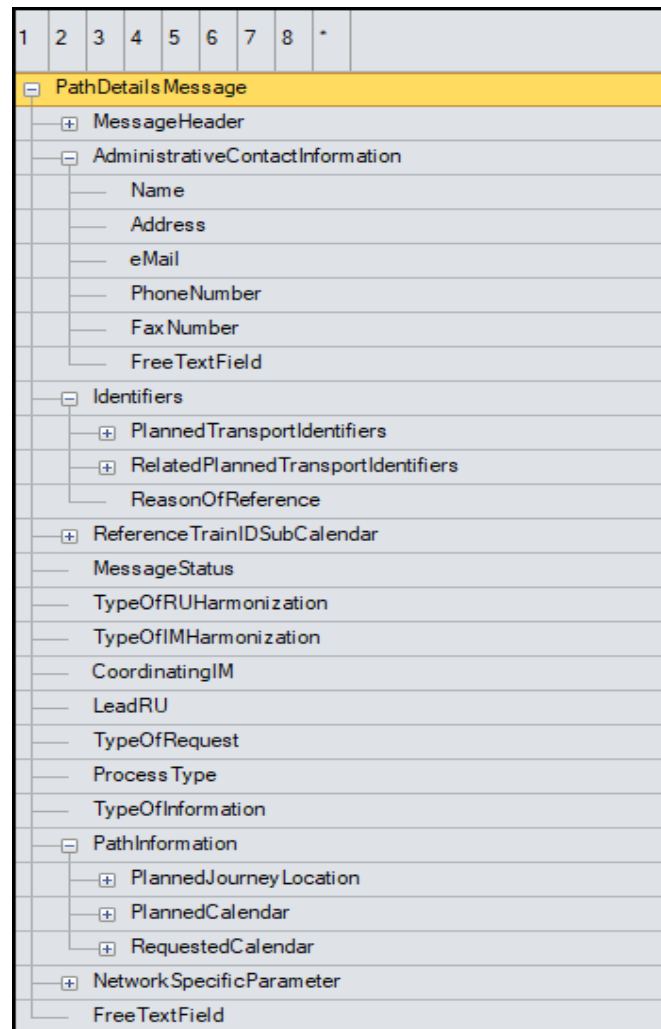 1 2 3 4 5 6 7 8 *
PathDetailsMessage
MessageHeader
AdministrativeContactInformation
Name
Address
eMail
PhoneNumber
FaxNumber
FreeTextField
Identifiers
PlannedTransportIdentifiers
RelatedPlannedTransportIdentifiers
ReasonOfReference
ReferenceTrainIDSubCalendar
MessageStatus
TypeOfRUHarmonization
TypeOfIMHarmonization
CoordinatingIM
LeadRU
TypeOfRequest
ProcessType
TypeOfInformation
PathInformation
PlannedJourneyLocation
PlannedCalendar
RequestedCalendar
NetworkSpecificParameter
FreeTextField